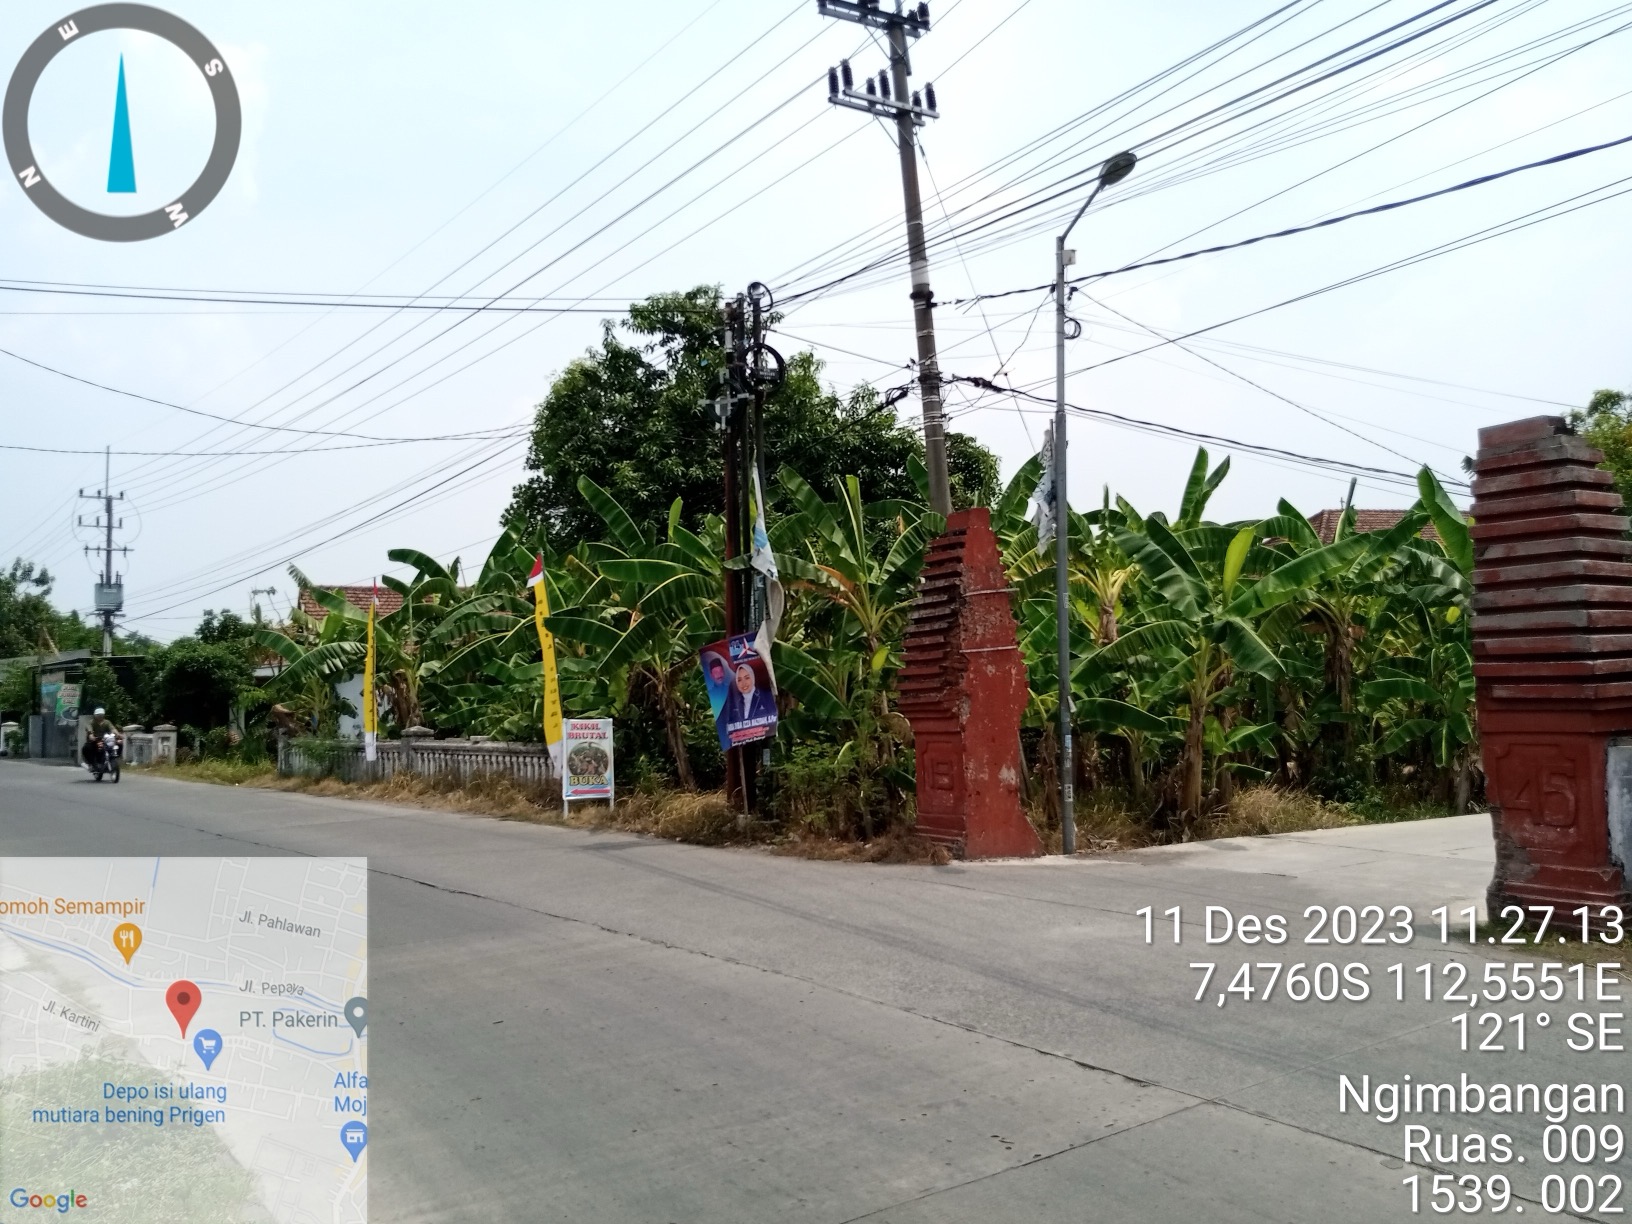 E
S
N
W
KIKIL
BRUTAL
BUKA
45
omoh Semampir
Jl. Pahlawan
Jl. Pepaya
Jl. Kartini
PT. Pakerin
Depo isi ulang
mutiara bening Prigen
Alfa
Moj
Google
11 Des 2023 11.27.13
7,4760S 112,5551E
121° SE
Ngimbangan
Ruas. 009
1539. 002